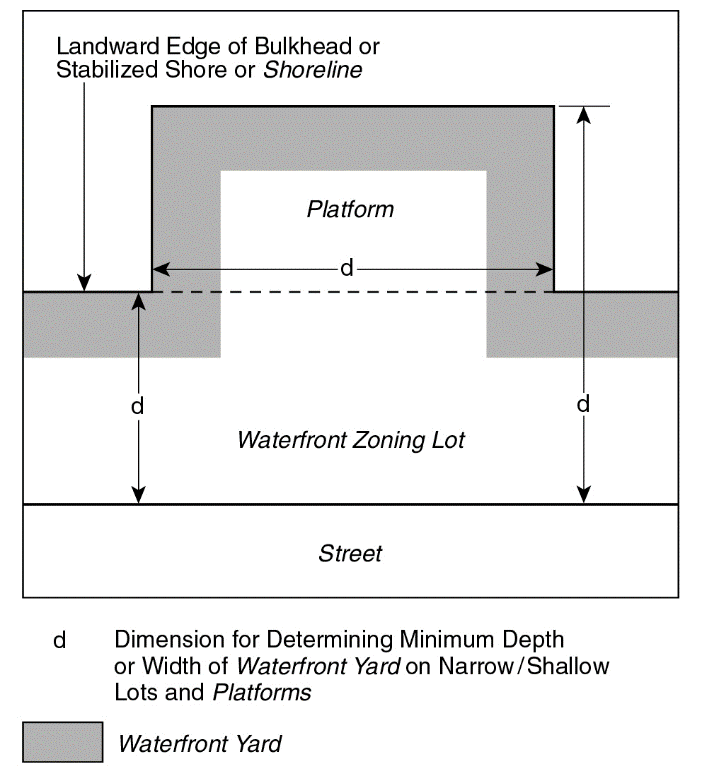 Landward Edge of Bulkhead or
Stabilized Shore or Shoreline
Platform
d
d
d
Waterfront Zoning Lot
Street
d Dimension for Determining Minimum Depth
or Width of Waterfront Yard on Narrow/Shallow
Lots and Platforms
Waterfront Yard